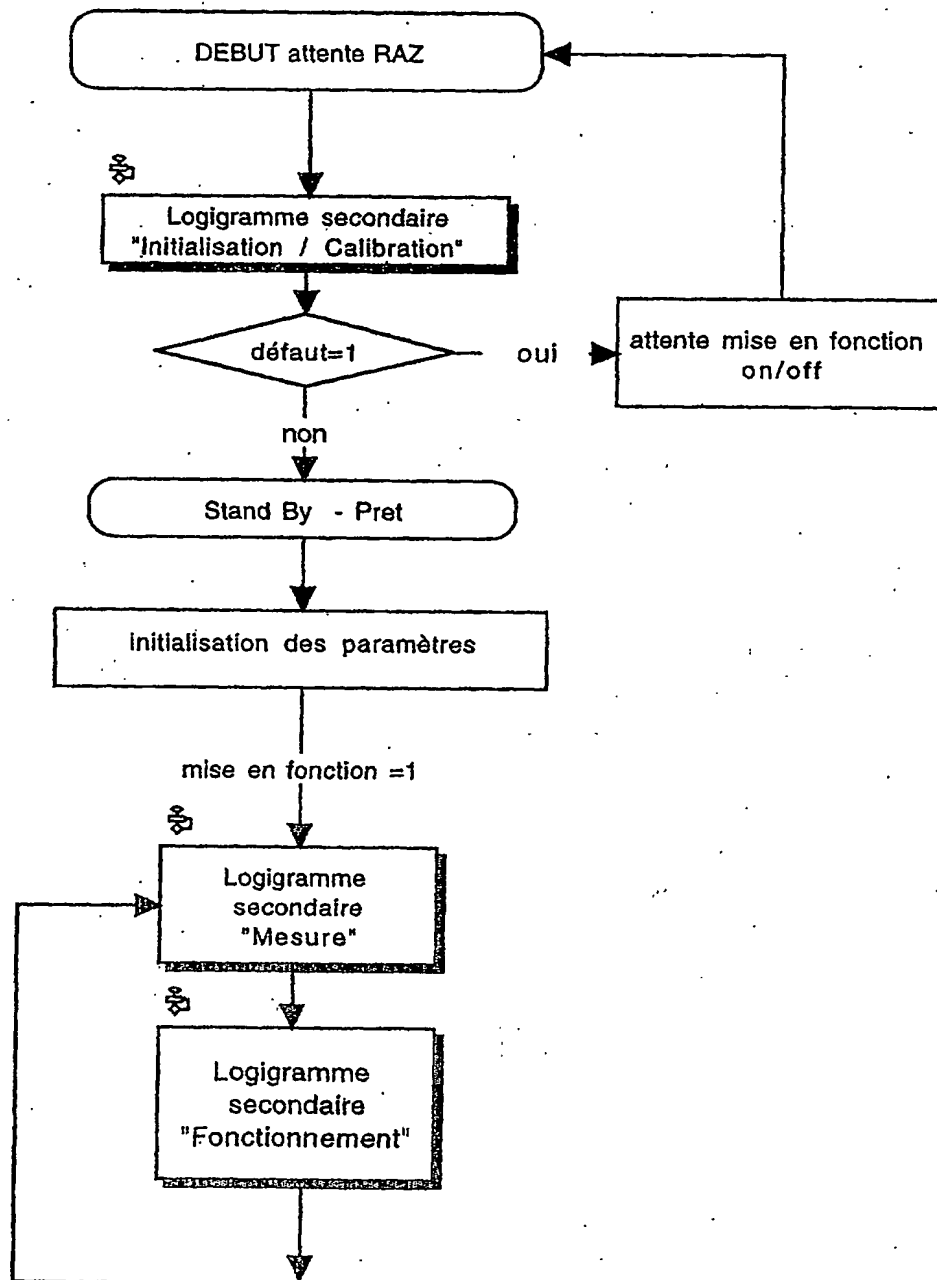 DEBUT attente RAZ
Logigramme secondaire
"Initialisation / Calibration"
défaut=1
oui
attente mise en fonction
on/off
non
Stand By - Pret
initialisation des paramètres
mise en fonction =1
Logigramme
secondaire
"Mesure"
Logigramme
secondaire
"Fonctionnement"